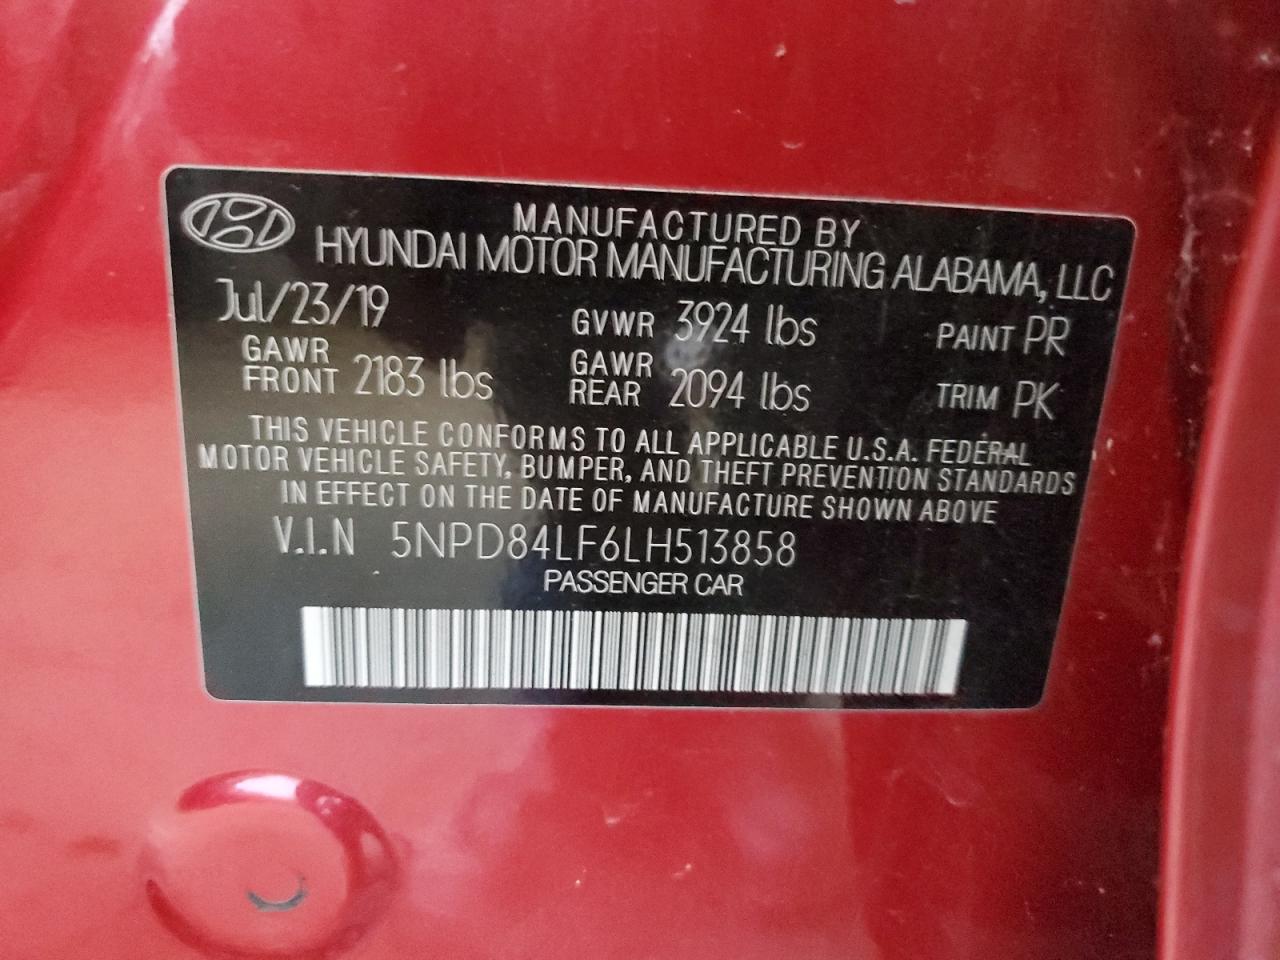 MANUFACTURED BY
HYUNDAI MOTOR MANUFACTURING ALABAMA, LLC
Jul/23/19 GVWR 3924 lbs PAINT PR
GAWR FRONT 2183 lbs GAWR REAR 2094 lbs TRIM PK
THIS VEHICLE CONFORMS TO ALL APPLICABLE U.S.A. FEDERAL
MOTOR VEHICLE SAFETY, BUMPER, AND THEFT PREVENTION STANDARDS
IN EFFECT ON THE DATE OF MANUFACTURE SHOWN ABOVE
V.I.N 5NPD84LF6LH513858
PASSENGER CAR